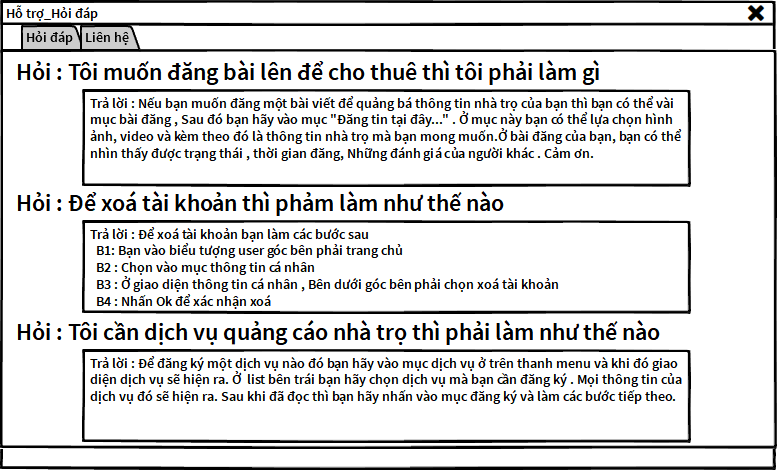 Hỗ trợ_Hỏi đáp
Hỏi đáp Liên hệ
Hỏi : Tôi muốn đăng bài lên để cho thuê thì tôi phải làm gì
Trả lời : Nếu bạn muốn đăng một bài viết để quảng bá thông tin nhà trọ của bạn thì bạn có thể vài
mục bài đăng , Sau đó bạn hãy vào mục "Đăng tin tại đây..." . Ở mục này bạn có thể lựa chọn hình
ảnh, video và kèm theo đó là thông tin nhà trọ mà bạn mong muốn.Ở bài đăng của bạn, bạn có thể
nhìn thấy được trạng thái , thời gian đăng, Những đánh giá của người khác . Cảm ơn.
Hỏi : Để xoá tài khoản thì phảm làm như thế nào
Trả lời : Để xoá tài khoản bạn làm các bước sau
B1: Bạn vào biểu tượng user góc bên phải trang chủ
B2 : Chọn vào mục thông tin cá nhân
B3 : Ở giao diện thông tin cá nhân , Bên dưới góc bên phải chọn xoá tài khoản
B4 : Nhấn Ok để xác nhận xoá
Hỏi : Tôi cần dịch vụ quảng cáo nhà trọ thì phải làm như thế nào
Trả lời : Để đăng ký một dịch vụ nào đó bạn hãy vào mục dịch vụ ở trên thanh menu và khi đó giao
diện dịch vụ sẽ hiện ra. Ở list bên trái bạn hãy chọn dịch vụ mà bạn cần đăng ký . Mọi thông tin của
dịch vụ đó sẽ hiện ra. Sau khi đã đọc thì bạn hãy nhấn vào mục đăng ký và làm các bước tiếp theo.